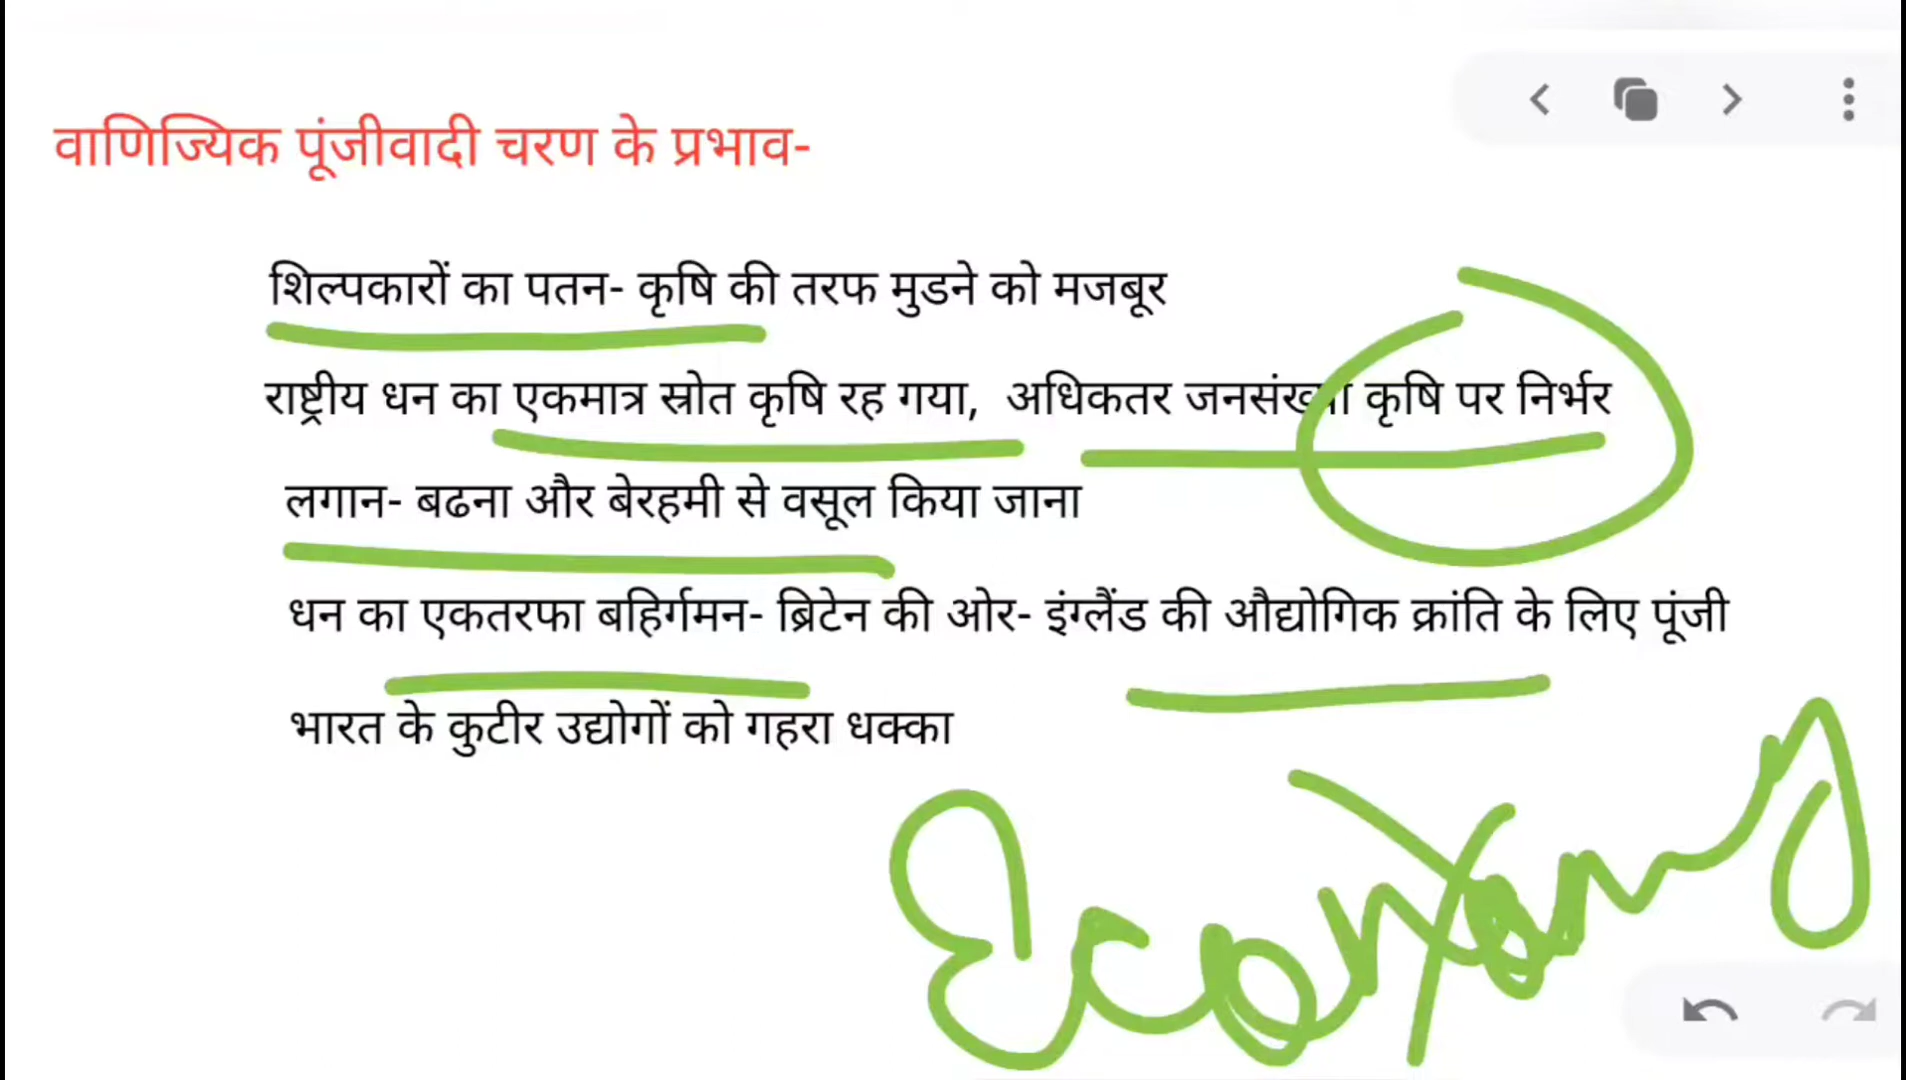 वाणिज्यिक पूंजीवादी चरण के प्रभाव-
शिल्पकारों का पतन- कृषि की तरफ मुडने को मजबूर
राष्ट्रीय धन का एकमात्र स्रोत कृषि रह गया, अधिकतर जनसंख्या कृषि पर निर्भर
लगान- बढना और बेरहमी से वसूल किया जाना
धन का एकतरफा बहिर्गमन- ब्रिटेन की ओर- इंग्लैंड की औद्योगिक क्रांति के लिए पूंजी
भारत के कुटीर उद्योगों को गहरा धक्का
Economy